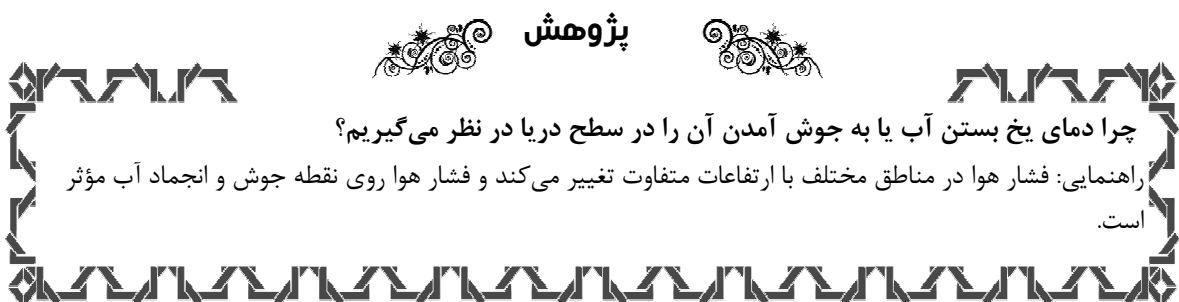 پژوهش
چرا دمای یخ بستن آب یا به جوش آمدن آن را در سطح دریا در نظر می‌گیریم؟
راهنمایی: فشار هوا در مناطق مختلف با ارتفاعات متفاوت تغییر می‌کند و فشار هوا روی نقطه جوش و انجماد آب مؤثر
است.